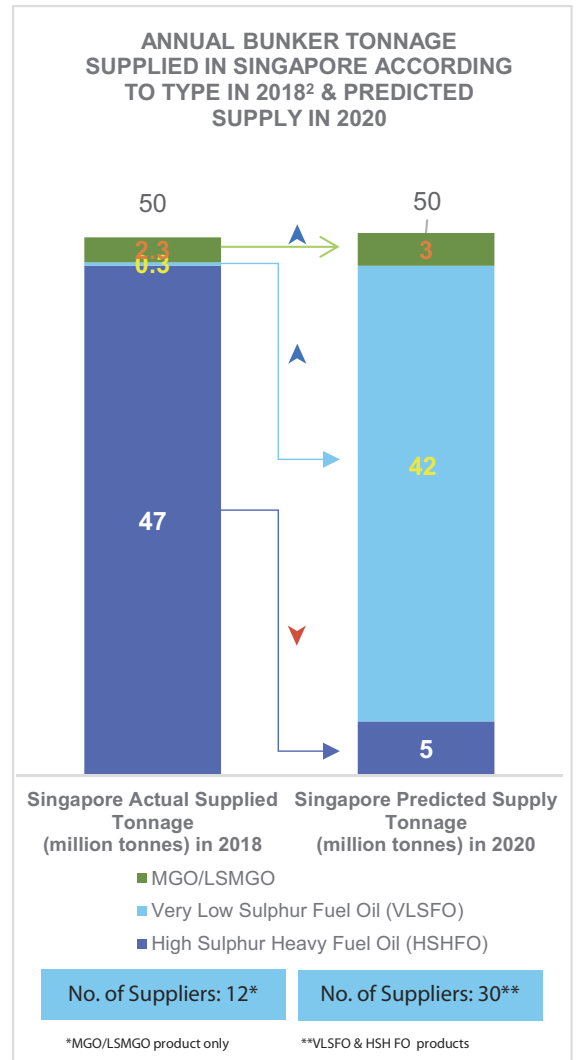 ANNUAL BUNKER TONNAGE
SUPPLIED IN SINGAPORE ACCORDING
TO TYPE IN 2018² & PREDICTED
SUPPLY IN 2020
50
50
2.3
3
0.3
42
47
5
Singapore Actual Supplied
Tonnage
(million tonnes) in 2018
Singapore Predicted Supply
Tonnage
(million tonnes) in 2020
MGO/LSMGO
Very Low Sulphur Fuel Oil (VLSFO)
High Sulphur Heavy Fuel Oil (HSHFO)
No. of Suppliers: 12*
No. of Suppliers: 30**
*MGO/LSMGO product only
**VLSFO & HSH FO products